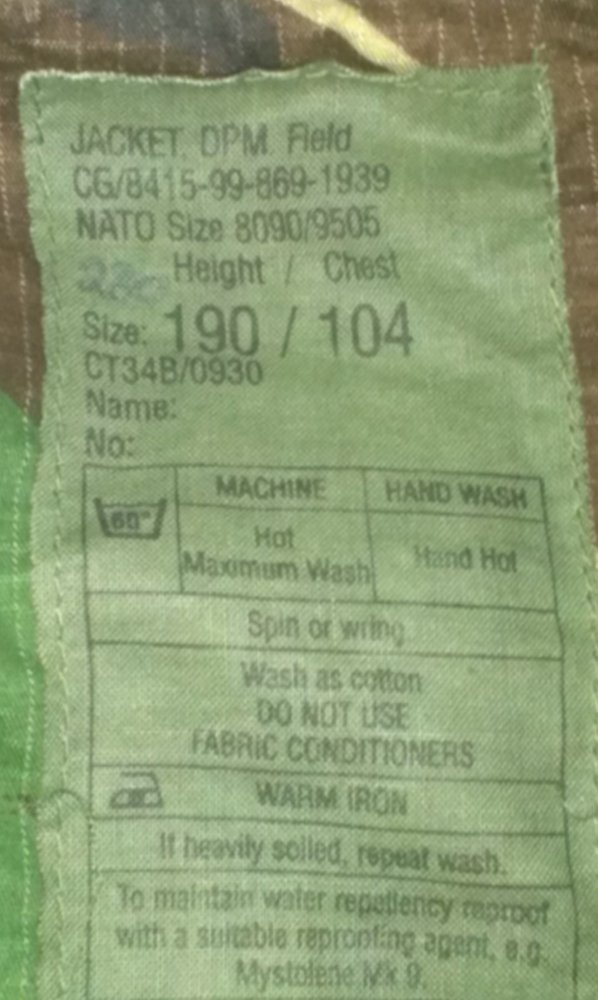 JACKET, DPM Field
CG/8415-99-869-1939
NATO Size 8090/9505
Height / Chest
Size: 190 / 104
CT34B/0930
Name:
No:
MACHINE HAND WASH
60°
Hot
Maximum Wash
Hand Hot
Spin or wring
Wash as cotton
DO NOT USE
FABRIC CONDITIONERS
WARM IRON
If heavily soiled, repeat wash.
To maintain water repellency reproof
with a suitable reproofing agent, e.g.
Mystolene Mk 9.